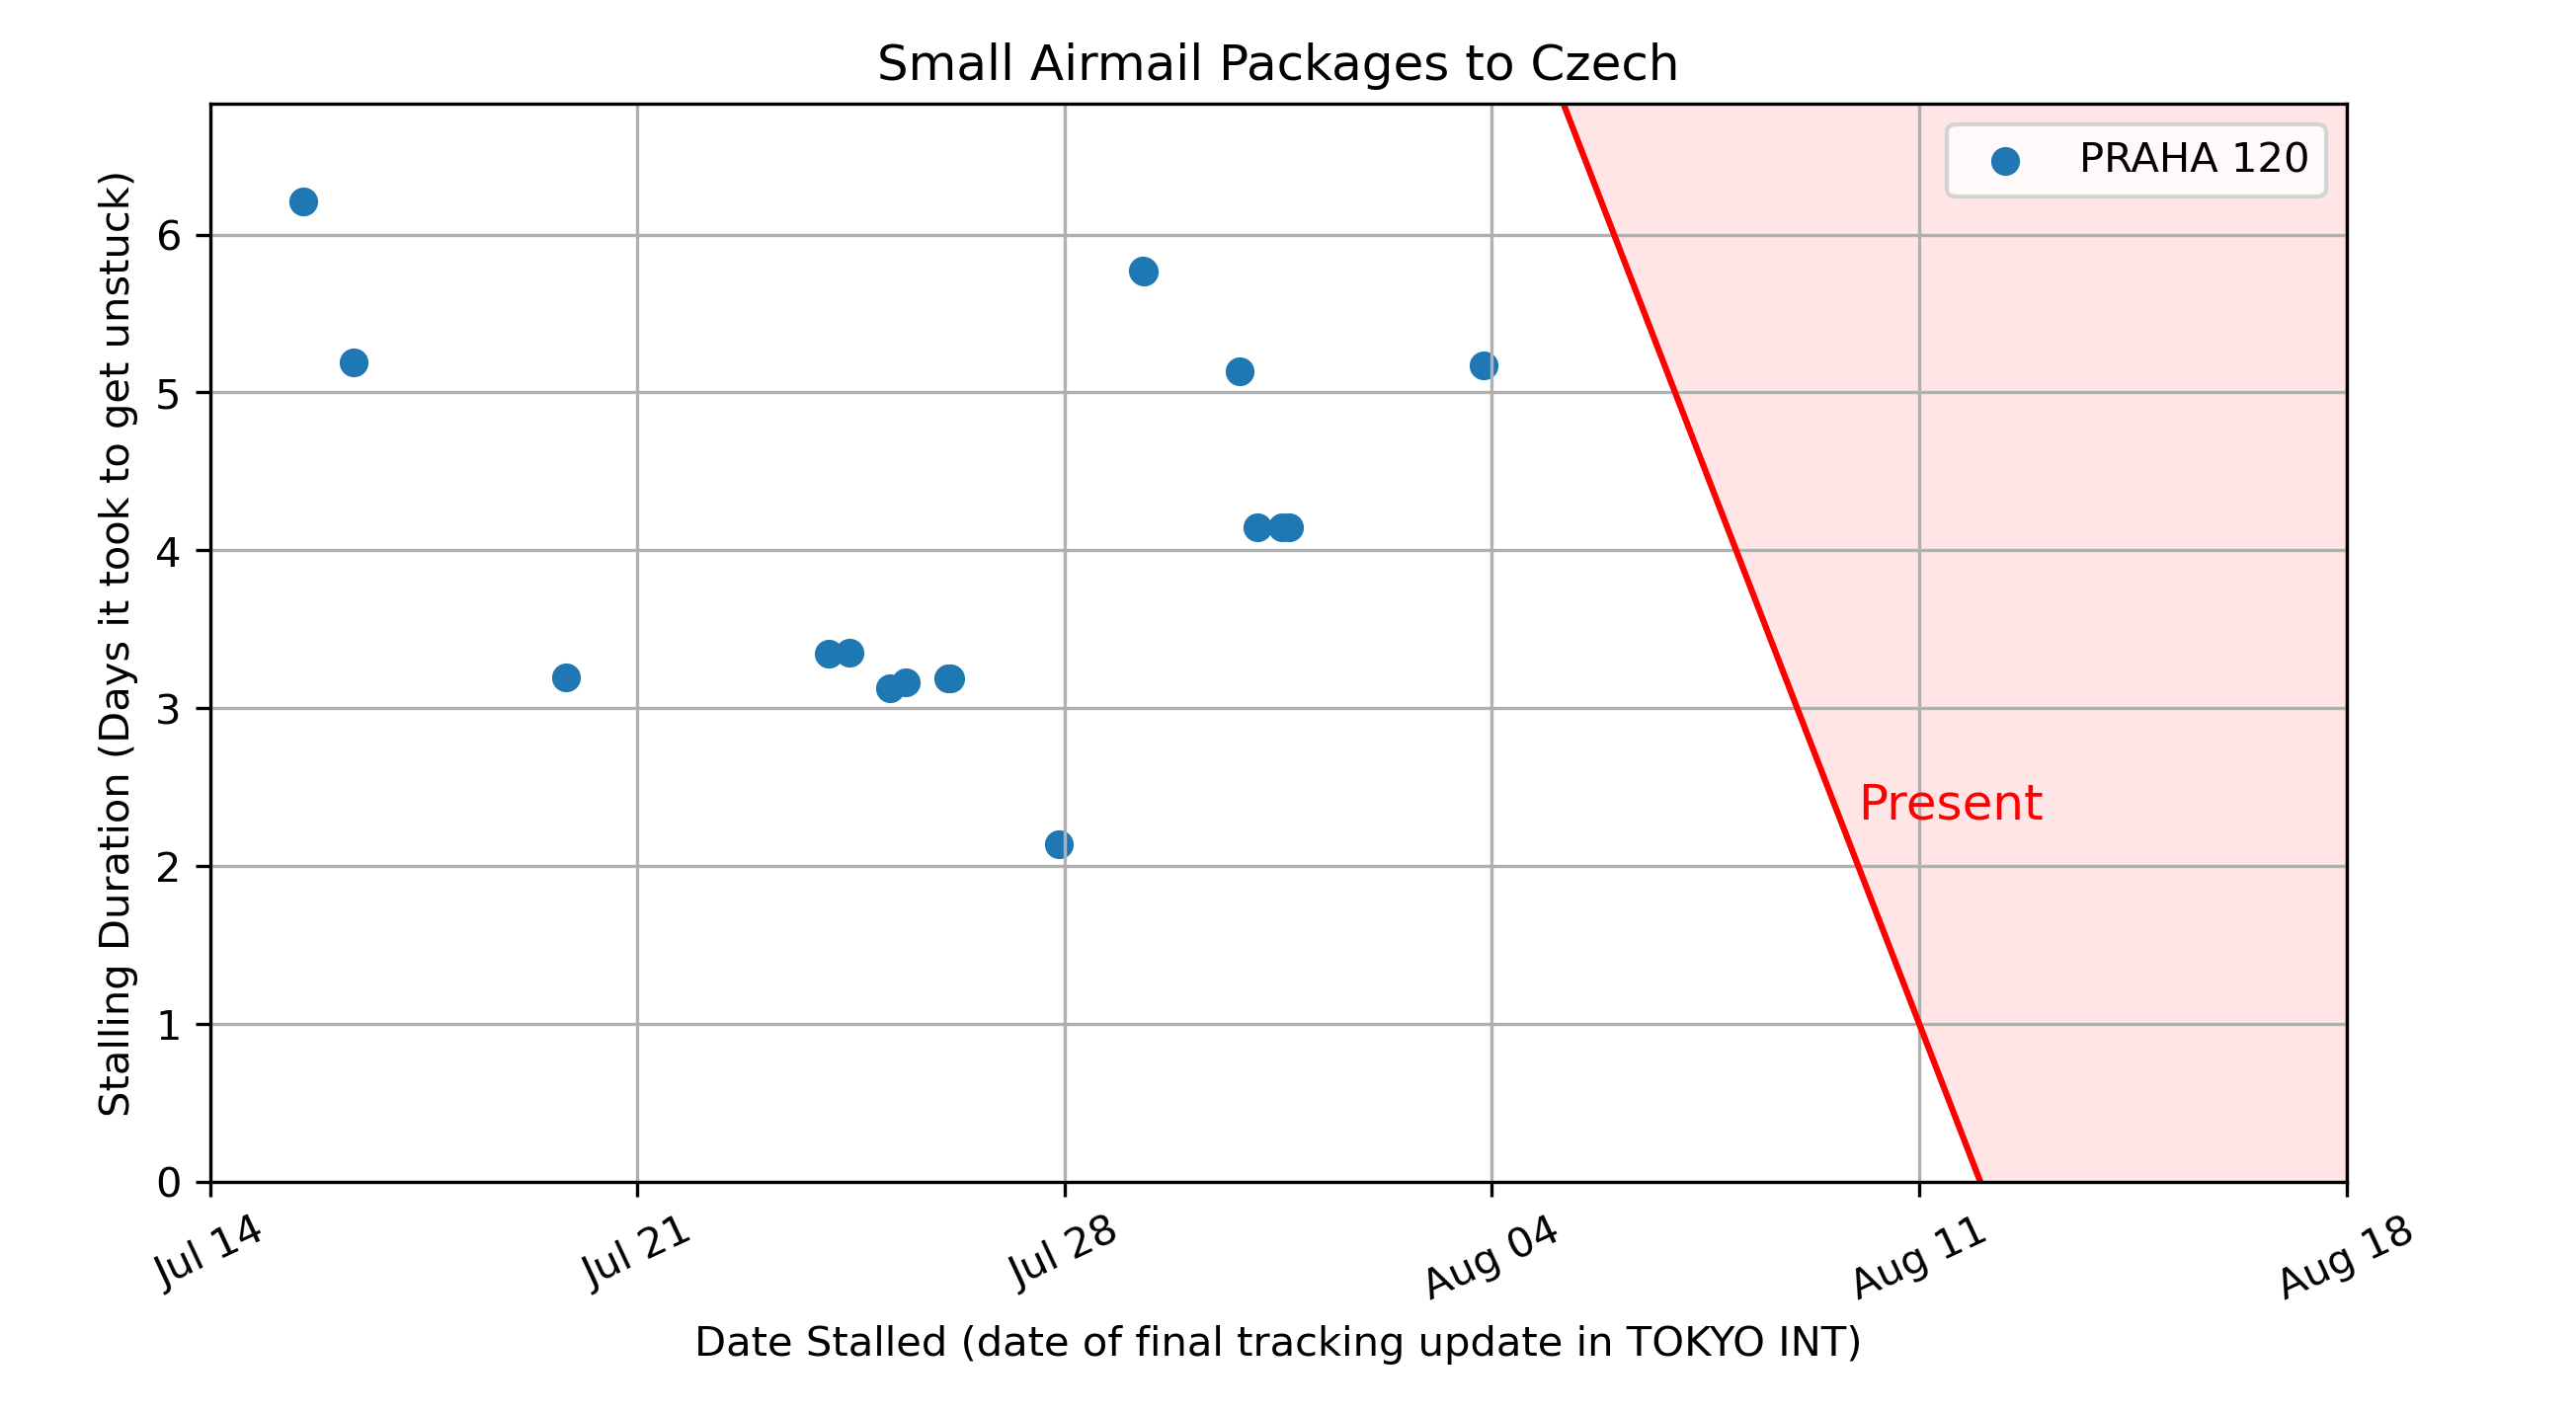 Small Airmail Packages to Czech
PRAHA 120
Stalling Duration (Days it took to get unstuck)
6
5
4
3
2
1
0
Present
Jul 14
Jul 21
Jul 28
Aug 04
Aug 11
Aug 18
Date Stalled (date of final tracking update in TOKYO INT)